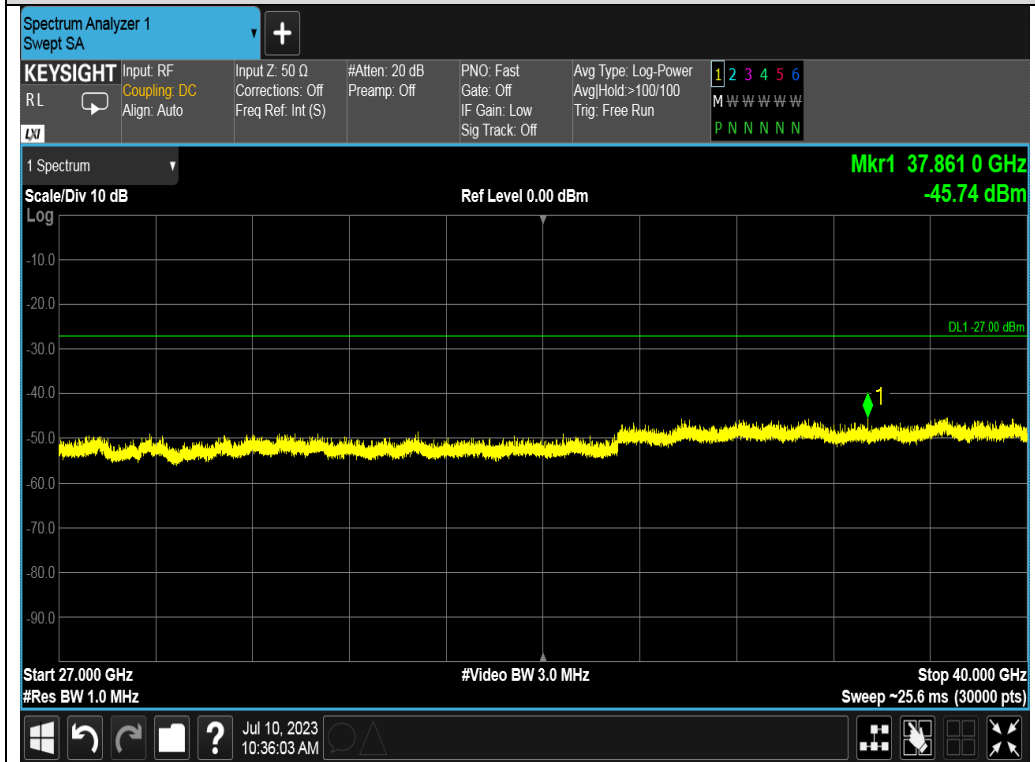 Spectrum Analyzer 1
Swept SA
+
KEYSIGHT
R L
LXI
Input: RF
Coupling: DC
Align: Auto
Input Z: 50 Ω
Corrections: Off
Freq Ref: Int (S)
#Atten: 20 dB
Preamp: Off
PNO: Fast
Gate: Off
IF Gain: Low
Sig Track: Off
Avg Type: Log-Power
Avg|Hold:>100/100
Trig: Free Run
1 2 3 4 5 6
M W W W W W
P N N N N N
1 Spectrum
Mkr1 37.861 0 GHz
-45.74 dBm
Scale/Div 10 dB
Ref Level 0.00 dBm
Log
-10.0
-20.0
DL1 -27.00 dBm
-30.0
-40.0
1
-50.0
-60.0
-70.0
-80.0
-90.0
Start 27.000 GHz
#Video BW 3.0 MHz
Stop 40.000 GHz
#Res BW 1.0 MHz
Sweep ~25.6 ms (30000 pts)
?
Jul 10, 2023
10:36:03 AM